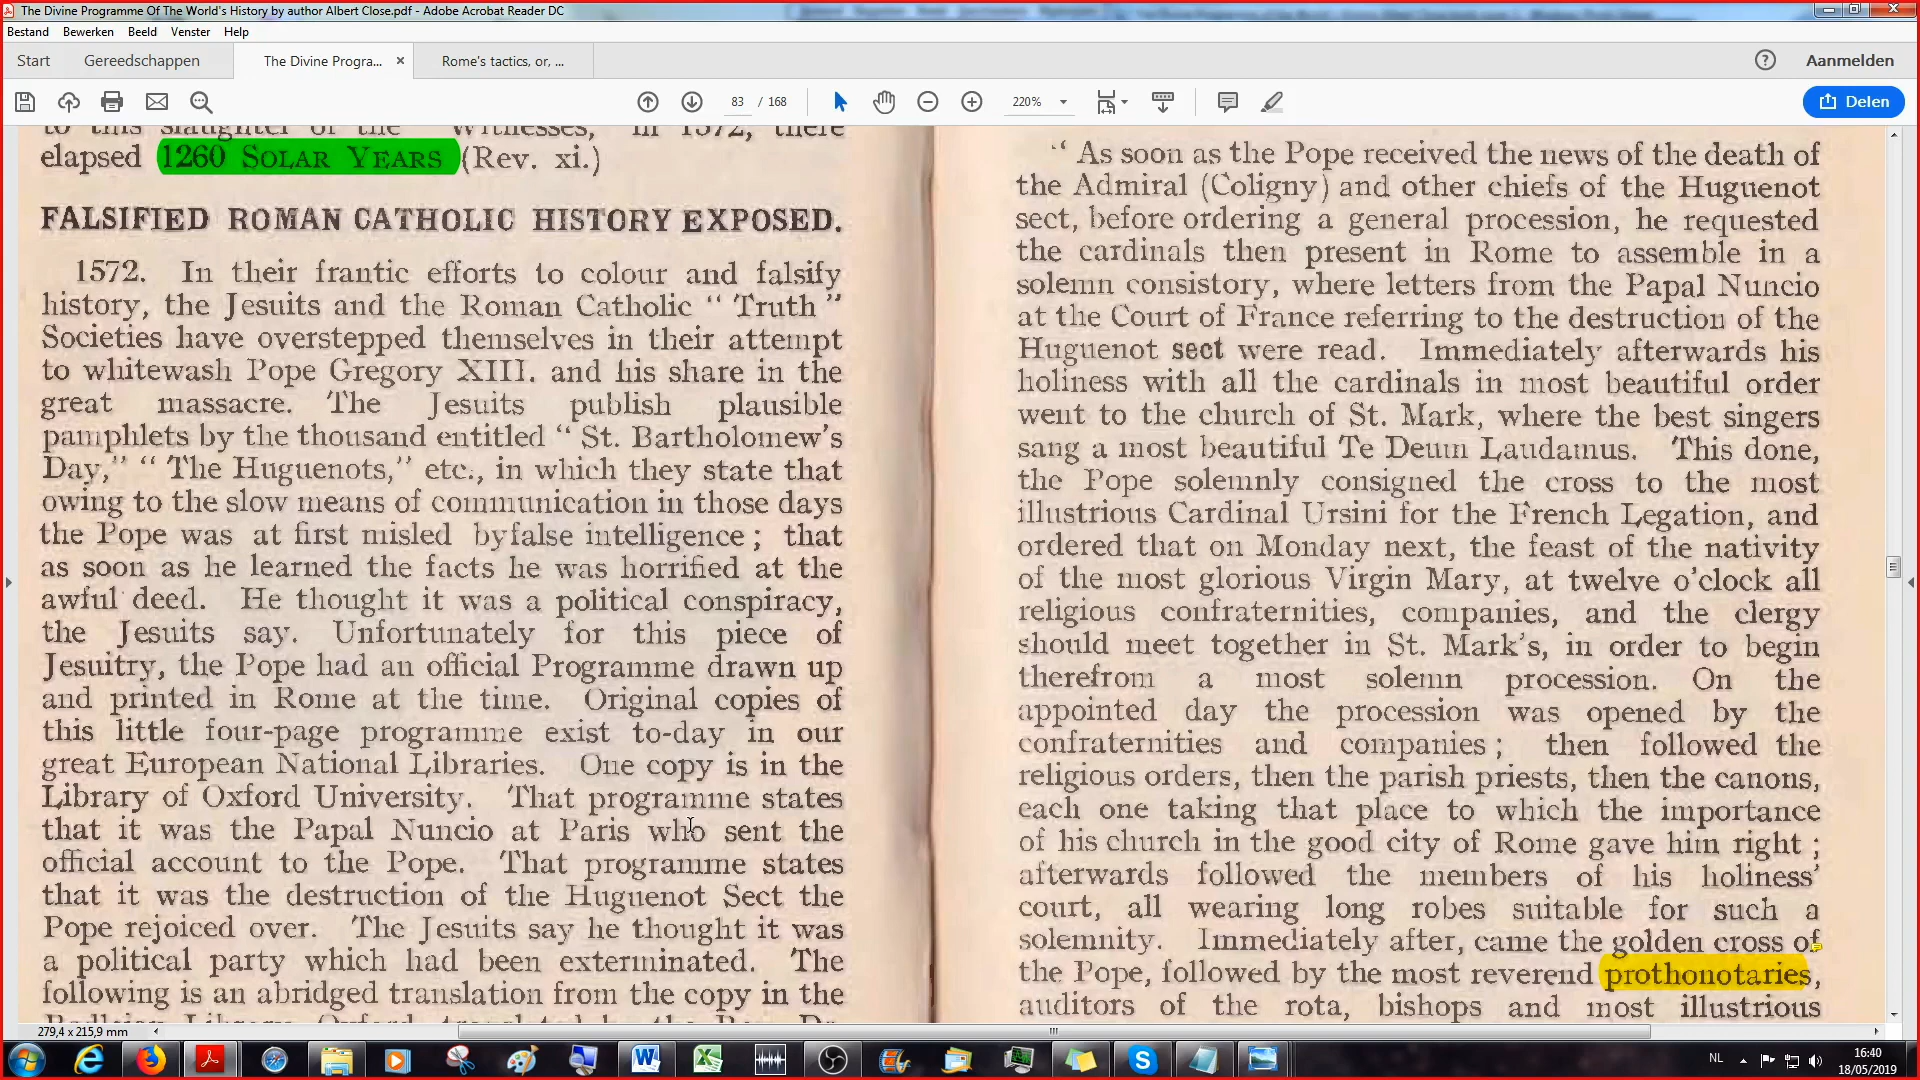 The Divine Programme Of The World's History by author Albert Close.pdf - Adobe Acrobat Reader DC
Bestand Bewerken Beeld Venster Help
Start Gereedschappen The Divine Progra... × Rome's tactics, or, ... Aanmelden
83 / 168 220% Delen
to this slaughter of the "Witnesses," in 1572, there
elapsed 1260 SOLAR YEARS (Rev. xi.)
FALSIFIED ROMAN CATHOLIC HISTORY EXPOSED.
1572. In their frantic efforts to colour and falsify
history, the Jesuits and the Roman Catholic " Truth "
Societies have overstepped themselves in their attempt
to whitewash Pope Gregory XIII. and his share in the
great massacre. The Jesuits publish plausible
pamphlets by the thousand entitled " St. Bartholomew's
Day," " The Huguenots," etc., in which they state that
owing to the slow means of communication in those days
the Pope was at first misled byfalse intelligence ; that
as soon as he learned the facts he was horrified at the
awful deed. He thought it was a political conspiracy,
the Jesuits say. Unfortunately for this piece of
Jesuitry, the Pope had an official Programme drawn up
and printed in Rome at the time. Original copies of
this little four-page programme exist to-day in our
great European National Libraries. One copy is in the
Library of Oxford University. That programme states
that it was the Papal Nuncio at Paris who sent the
official account to the Pope. That programme states
that it was the destruction of the Huguenot Sect the
Pope rejoiced over. The Jesuits say he thought it was
a political party which had been exterminated. The
following is an abridged translation from the copy in the
" As soon as the Pope received the news of the death of
the Admiral (Coligny) and other chiefs of the Huguenot
sect, before ordering a general procession, he requested
the cardinals then present in Rome to assemble in a
solemn consistory, where letters from the Papal Nuncio
at the Court of France referring to the destruction of the
Huguenot sect were read. Immediately afterwards his
holiness with all the cardinals in most beautiful order
went to the church of St. Mark, where the best singers
sang a most beautiful Te Deum Laudamus. This done,
the Pope solemnly consigned the cross to the most
illustrious Cardinal Ursini for the French Legation, and
ordered that on Monday next, the feast of the nativity
of the most glorious Virgin Mary, at twelve o'clock all
religious confraternities, companies, and the clergy
should meet together in St. Mark's, in order to begin
therefrom a most solemn procession. On the
appointed day the procession was opened by the
confraternities and companies ; then followed the
religious orders, then the parish priests, then the canons,
each one taking that place to which the importance
of his church in the good city of Rome gave him right ;
afterwards followed the members of his holiness'
court, all wearing long robes suitable for such a
solemnity. Immediately after, came the golden cross of
the Pope, followed by the most reverend prothonotaries,
auditors of the rota, bishops and most illustrious
279,4 x 215,9 mm
NL 16:40
18/05/2019